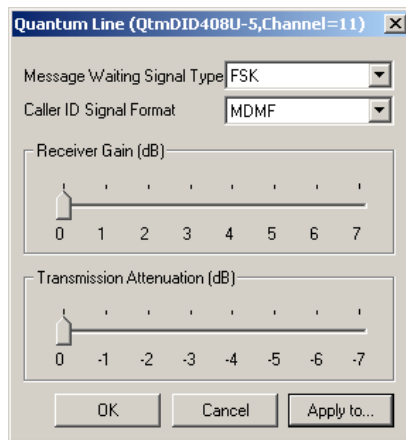 Quantum Line (QtmDID408U-5,Channel=11)
Message Waiting Signal Type FSK
Caller ID Signal Format MDMF
Receiver Gain (dB)
0 1 2 3 4 5 6 7
Transmission Attenuation (dB)
0 -1 -2 -3 -4 -5 -6 -7
OK Cancel Apply to...